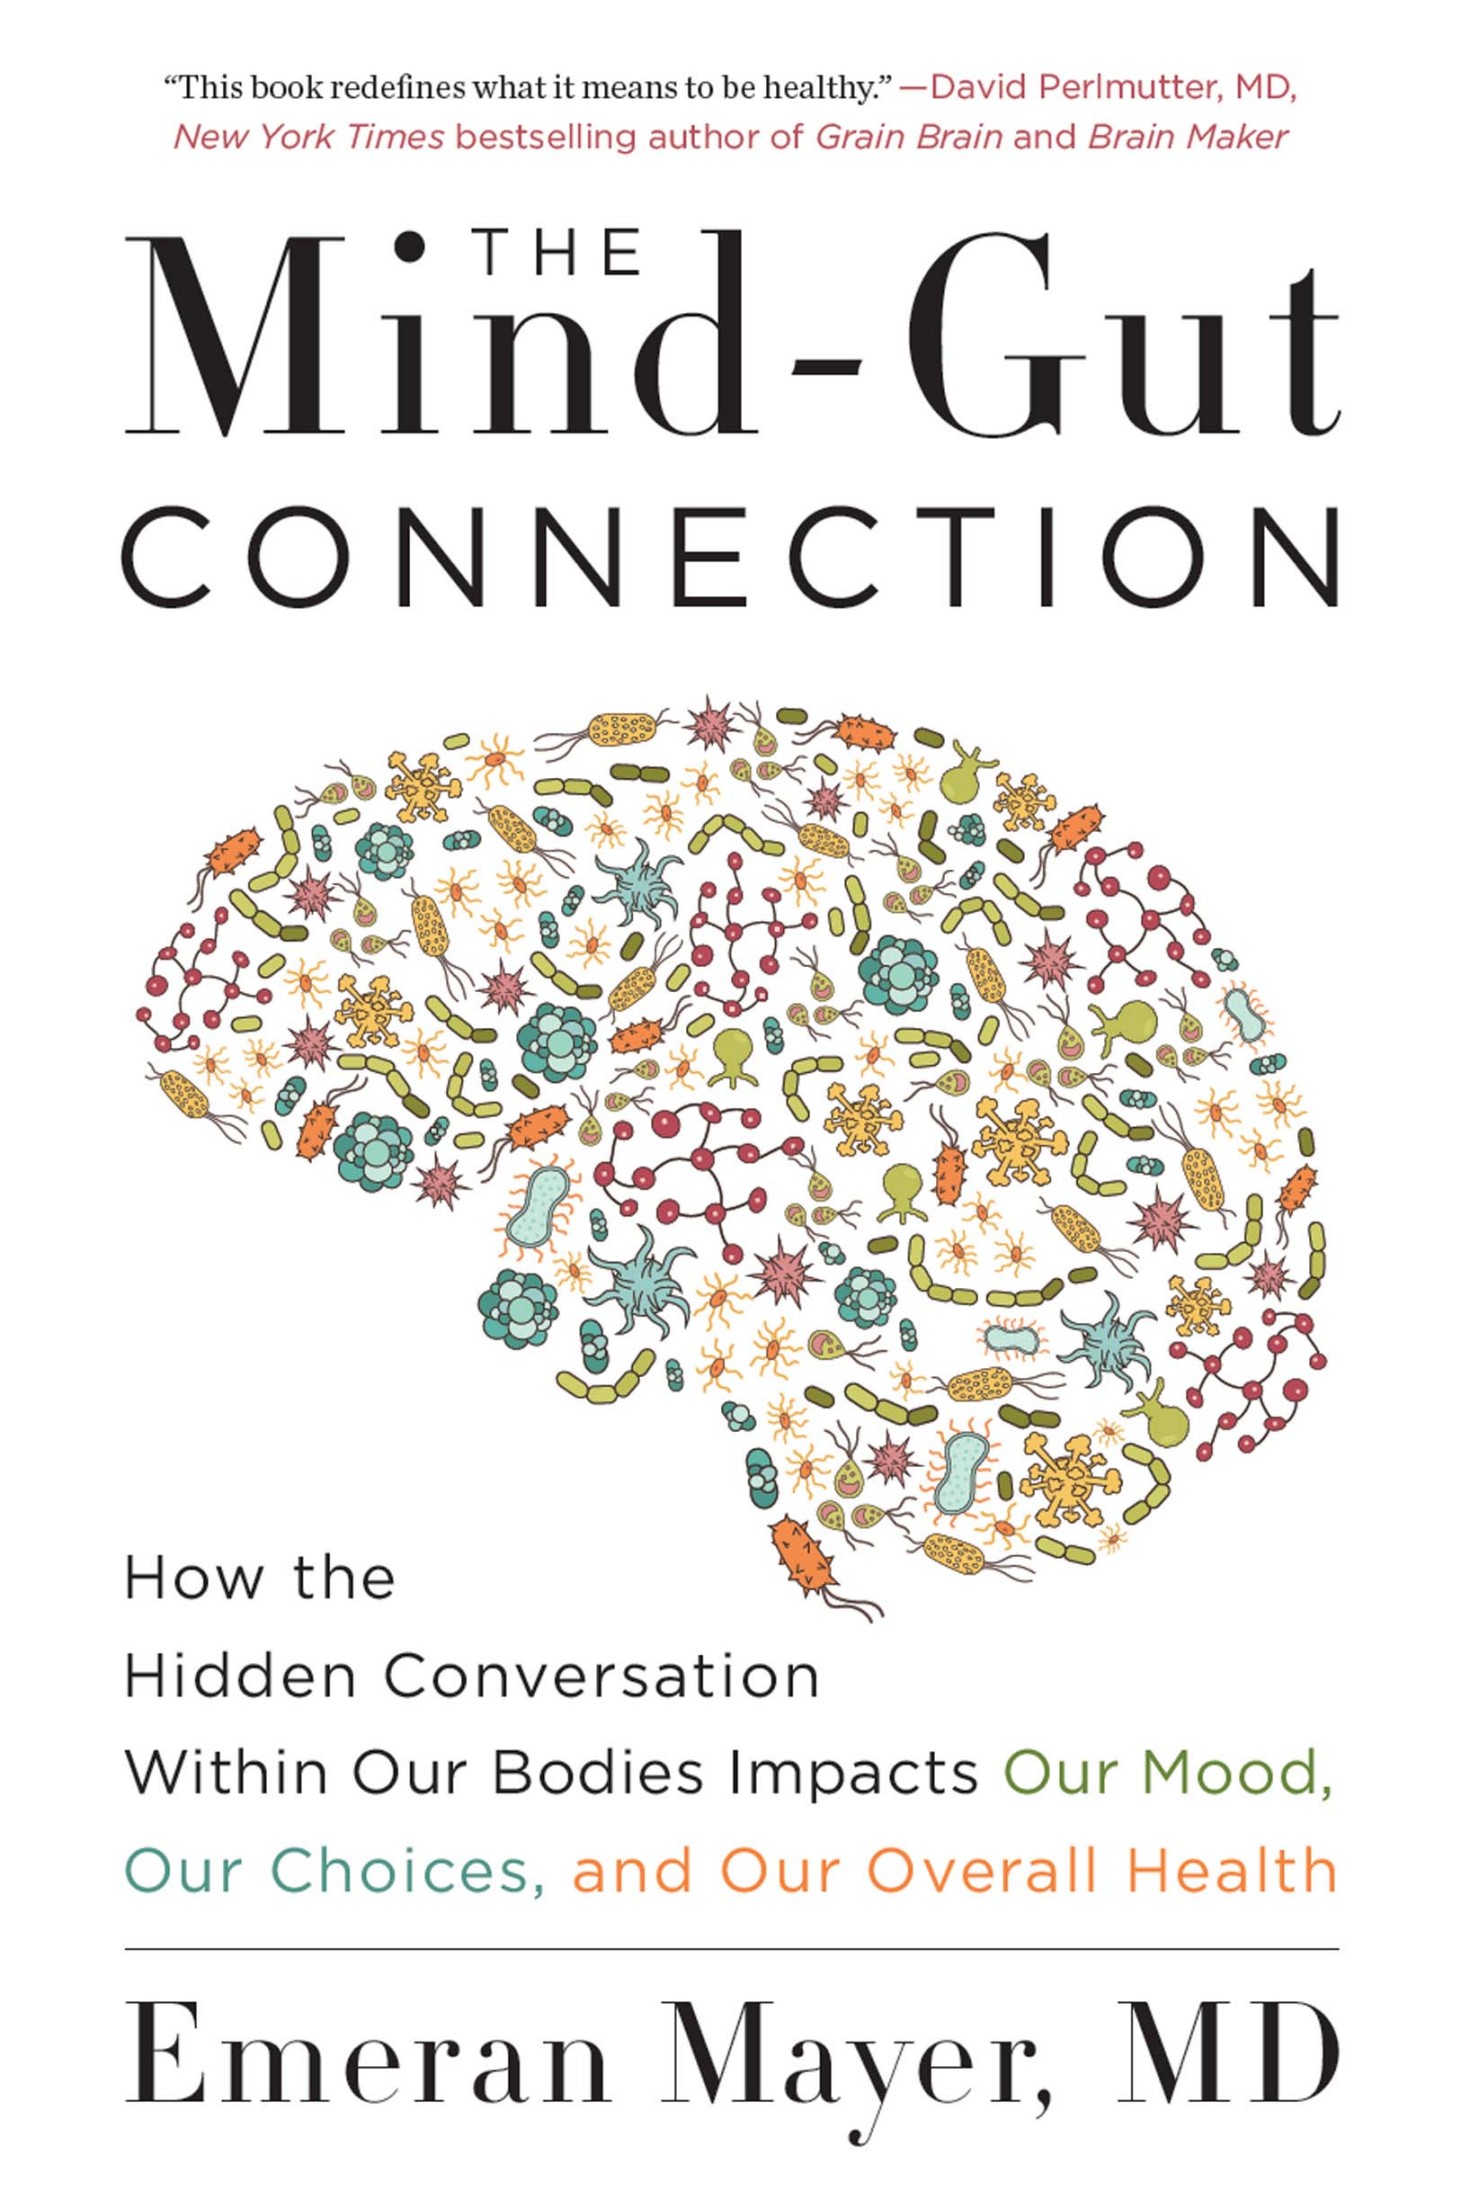 “This book redefines what it means to be healthy.” —David Perlmutter, MD,
New York Times bestselling author of Grain Brain and Brain Maker
THE
Mind-Gut
CONNECTION
How the
Hidden Conversation
Within Our Bodies Impacts Our Mood,
Our Choices, and Our Overall Health
Emeran Mayer, MD